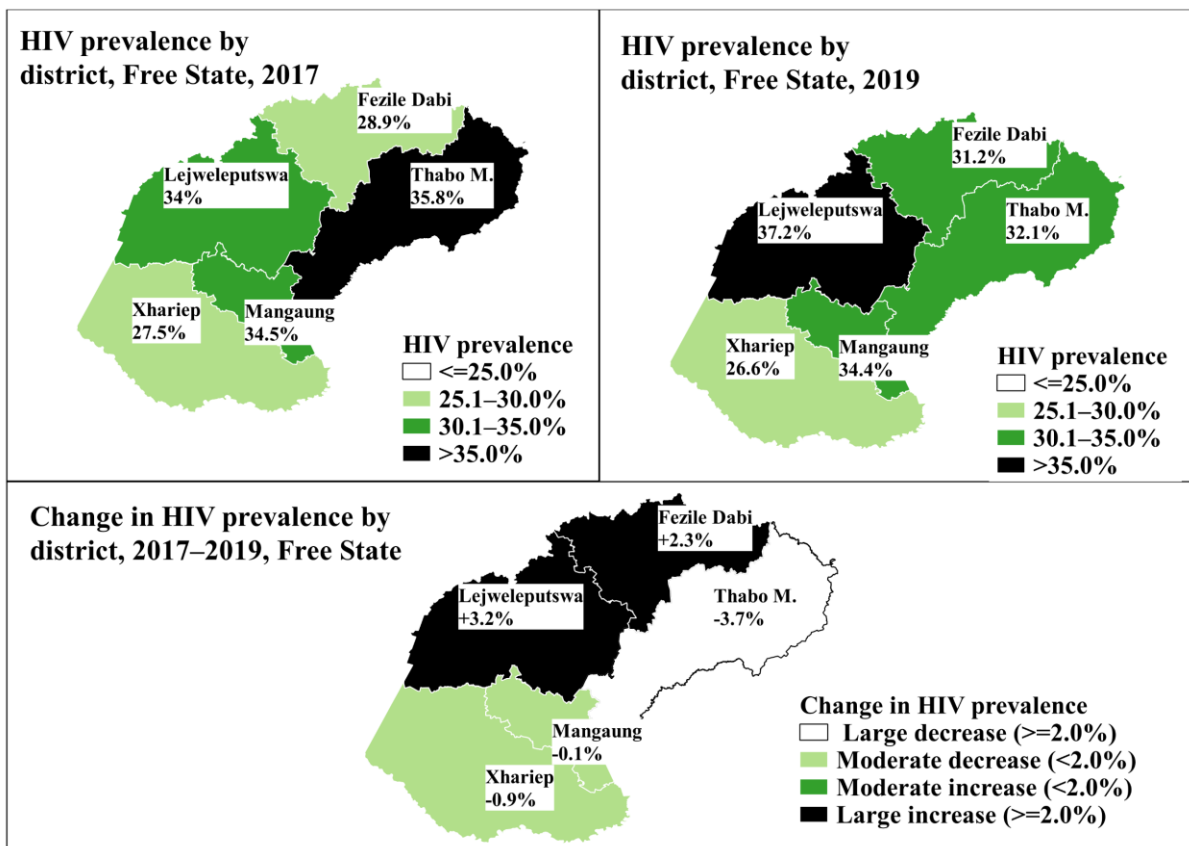 HIV prevalence by
district, Free State, 2017
Fezile Dabi
28.9%
Lejweleputswa
34%
Thabo M.
35.8%
Xhariep
27.5%
Mangaung
34.5%
HIV prevalence
<=25.0%
25.1–30.0%
30.1–35.0%
>35.0%
HIV prevalence by
district, Free State, 2019
Fezile Dabi
31.2%
Lejweleputswa
37.2%
Thabo M.
32.1%
Xhariep
26.6%
Mangaung
34.4%
HIV prevalence
<=25.0%
25.1–30.0%
30.1–35.0%
>35.0%
Change in HIV prevalence by
district, 2017–2019, Free State
Fezile Dabi
+2.3%
Lejweleputswa
+3.2%
Thabo M.
-3.7%
Mangaung
-0.1%
Xhariep
-0.9%
Change in HIV prevalence
Large decrease (>=2.0%)
Moderate decrease (<2.0%)
Moderate increase (<2.0%)
Large increase (>=2.0%)